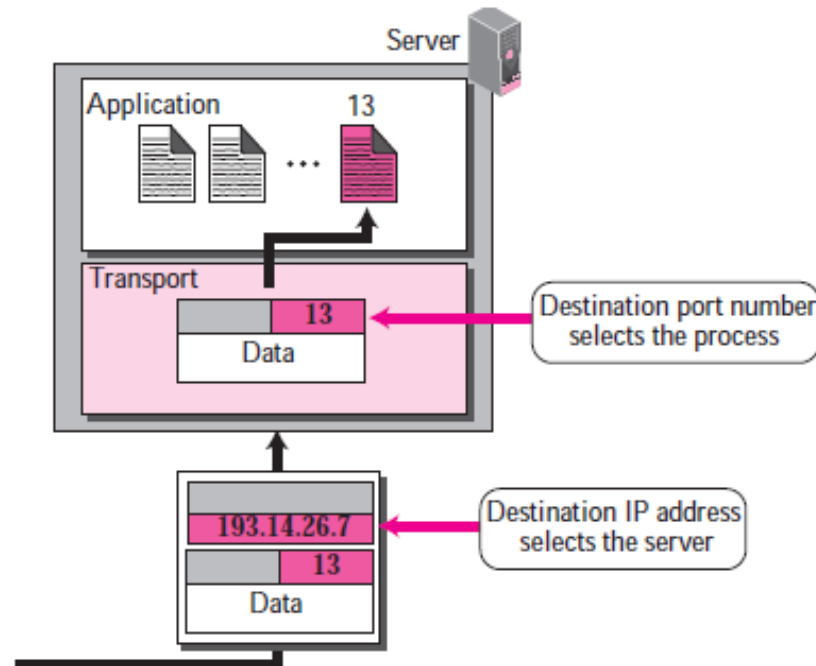 Server
Application
13
...
Transport
13
Data
Destination port number
selects the process
193.14.26.7
13
Data
Destination IP address
selects the server